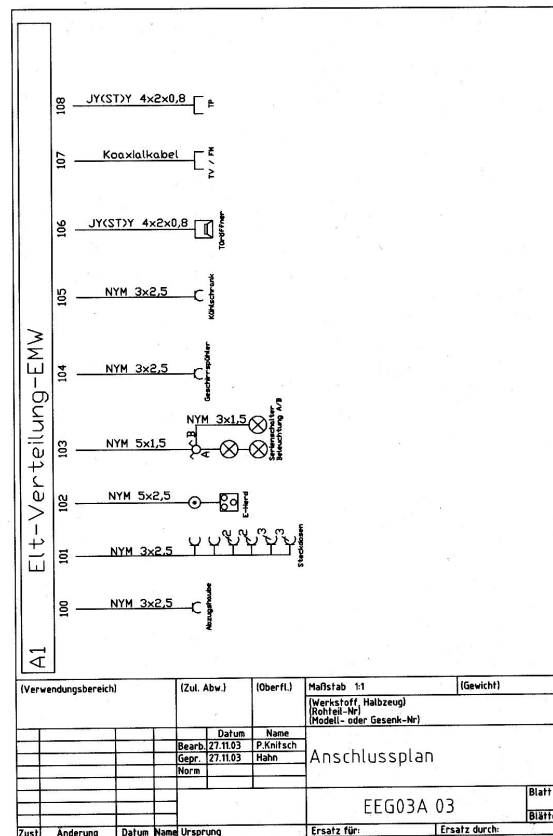 108 JY(ST)Y 4x2x0,8 TP
107 Koaxialkabel TV / FM
106 JY(ST)Y 4x2x0,8 Türöffner
105 NYM 3x2,5 Kühlschrank
104 NYM 3x2,5 Geschirrspühler
NYM 3x1,5
B
103 NYM 5x1,5 A Serienschalter
Beleuchtung A/B
102 NYM 5x2,5 E-Herd
101 NYM 3x2,5 2 2 3 3 Steckdosen
100 NYM 3x2,5 Abzugshaube
A1 Elt-Verteilung-EMW
(Verwendungsbereich) (Zul. Abw.) (Oberfl.) Maßstab 1:1 (Gewicht)
(Werkstoff, Halbzeug)
(Rohteil-Nr)
(Modell- oder Gesenk-Nr)
Datum Name
Bearb. 27.11.03 P.Knitsch
Gepr. 27.11.03 Hahn
Norm
Anschlussplan
EEG03A 03
Blatt
Blätt
Zust Änderung Datum Name Ursprung Ersatz für: Ersatz durch: